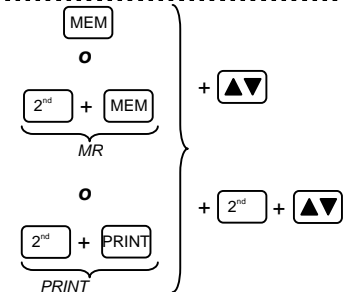 MEM
o
+ ▲▼
2nd + MEM
MR
o
+ 2nd + ▲▼
2nd + PRINT
PRINT